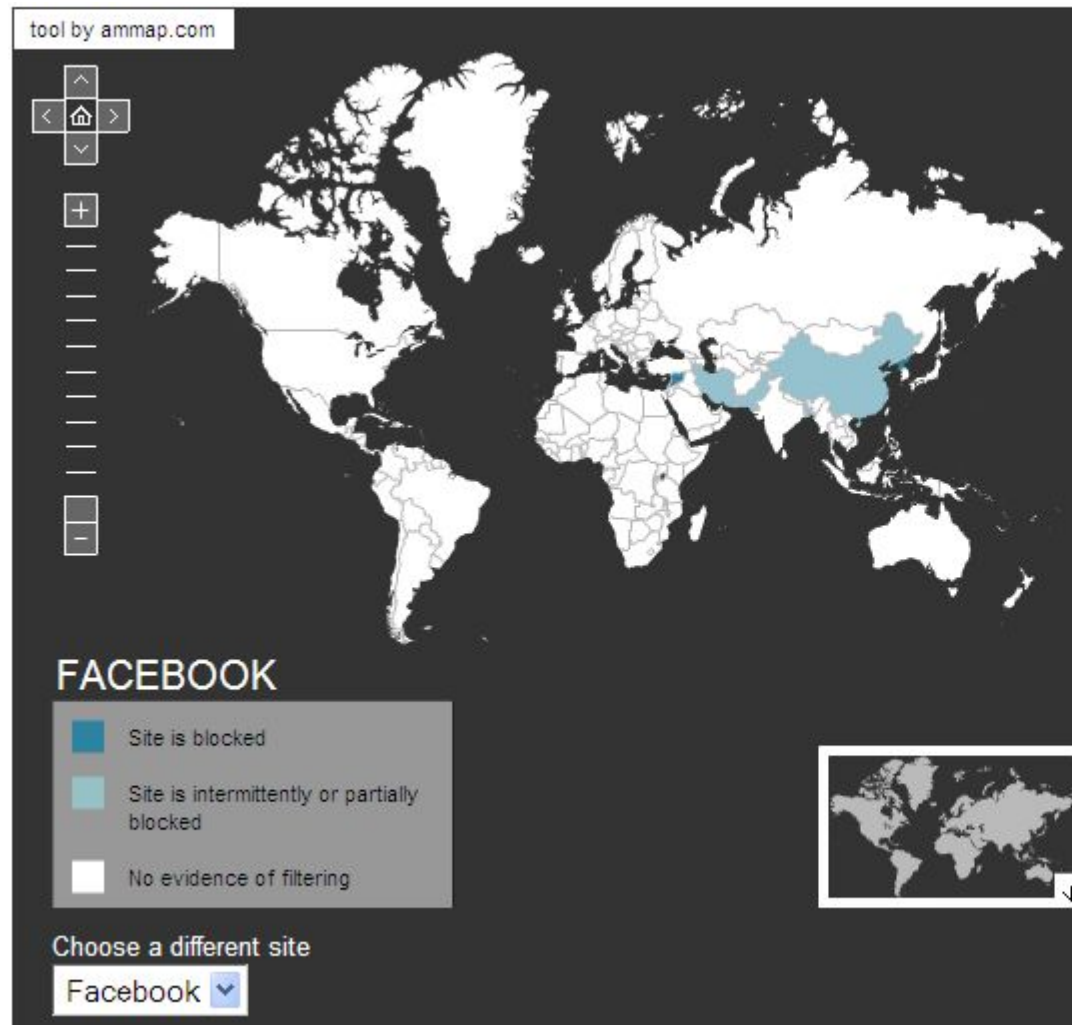 tool by ammap.com
FACEBOOK
Site is blocked
Site is intermittently or partially
blocked
No evidence of filtering
Choose a different site
Facebook